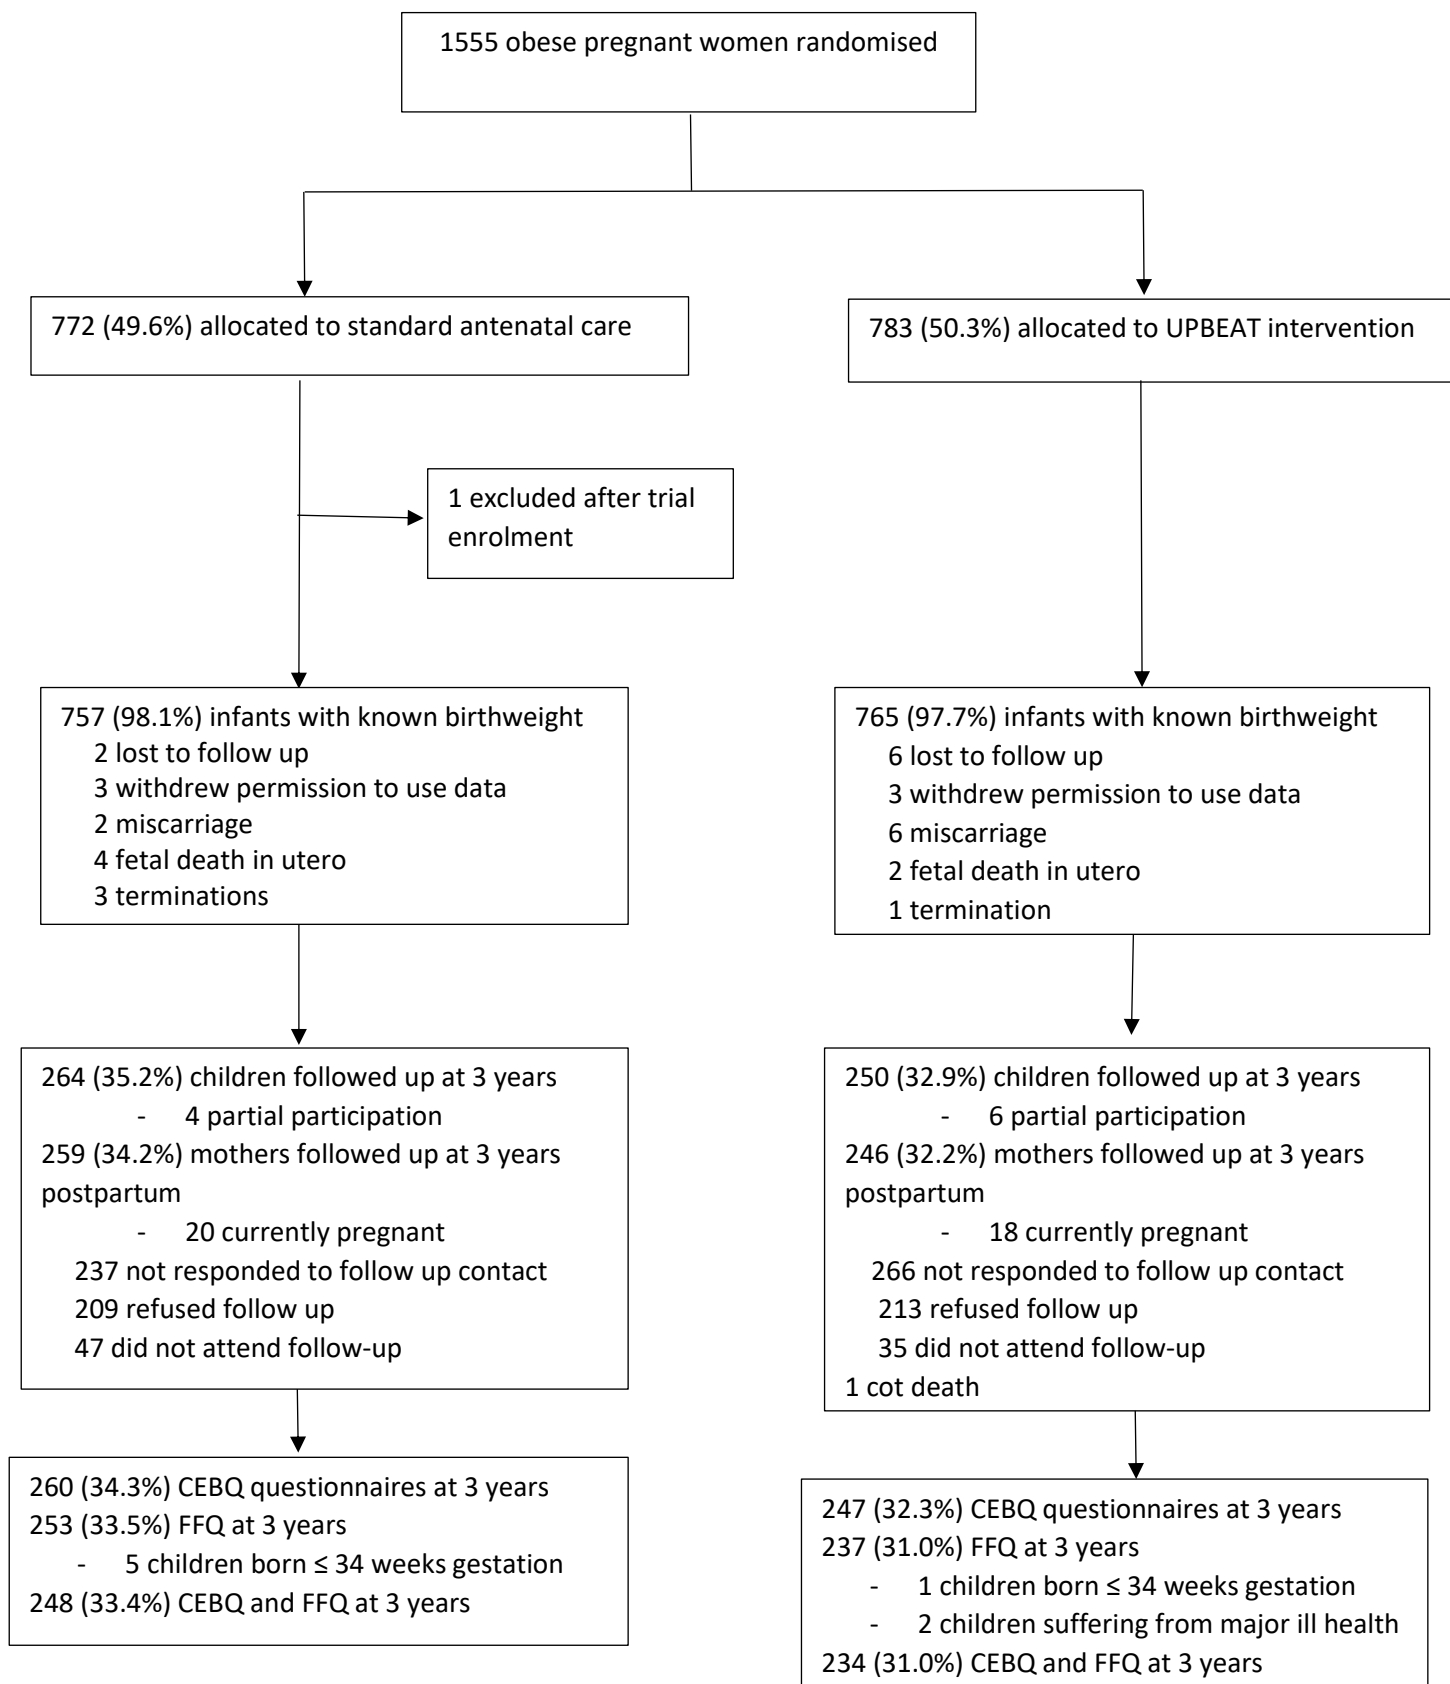 1555 obese pregnant women randomised
772 (49.6%) allocated to standard antenatal care
783 (50.3%) allocated to UPBEAT intervention
1 excluded after trial
enrolment
757 (98.1%) infants with known birthweight
2 lost to follow up
3 withdrew permission to use data
2 miscarriage
4 fetal death in utero
3 terminations
765 (97.7%) infants with known birthweight
6 lost to follow up
3 withdrew permission to use data
6 miscarriage
2 fetal death in utero
1 termination
264 (35.2%) children followed up at 3 years
- 4 partial participation
259 (34.2%) mothers followed up at 3 years
postpartum
- 20 currently pregnant
237 not responded to follow up contact
209 refused follow up
47 did not attend follow-up
250 (32.9%) children followed up at 3 years
- 6 partial participation
246 (32.2%) mothers followed up at 3 years
postpartum
- 18 currently pregnant
266 not responded to follow up contact
213 refused follow up
35 did not attend follow-up
1 cot death
260 (34.3%) CEBQ questionnaires at 3 years
253 (33.5%) FFQ at 3 years
- 5 children born ≤ 34 weeks gestation
248 (33.4%) CEBQ and FFQ at 3 years
247 (32.3%) CEBQ questionnaires at 3 years
237 (31.0%) FFQ at 3 years
- 1 children born ≤ 34 weeks gestation
- 2 children suffering from major ill health
234 (31.0%) CEBQ and FFQ at 3 years